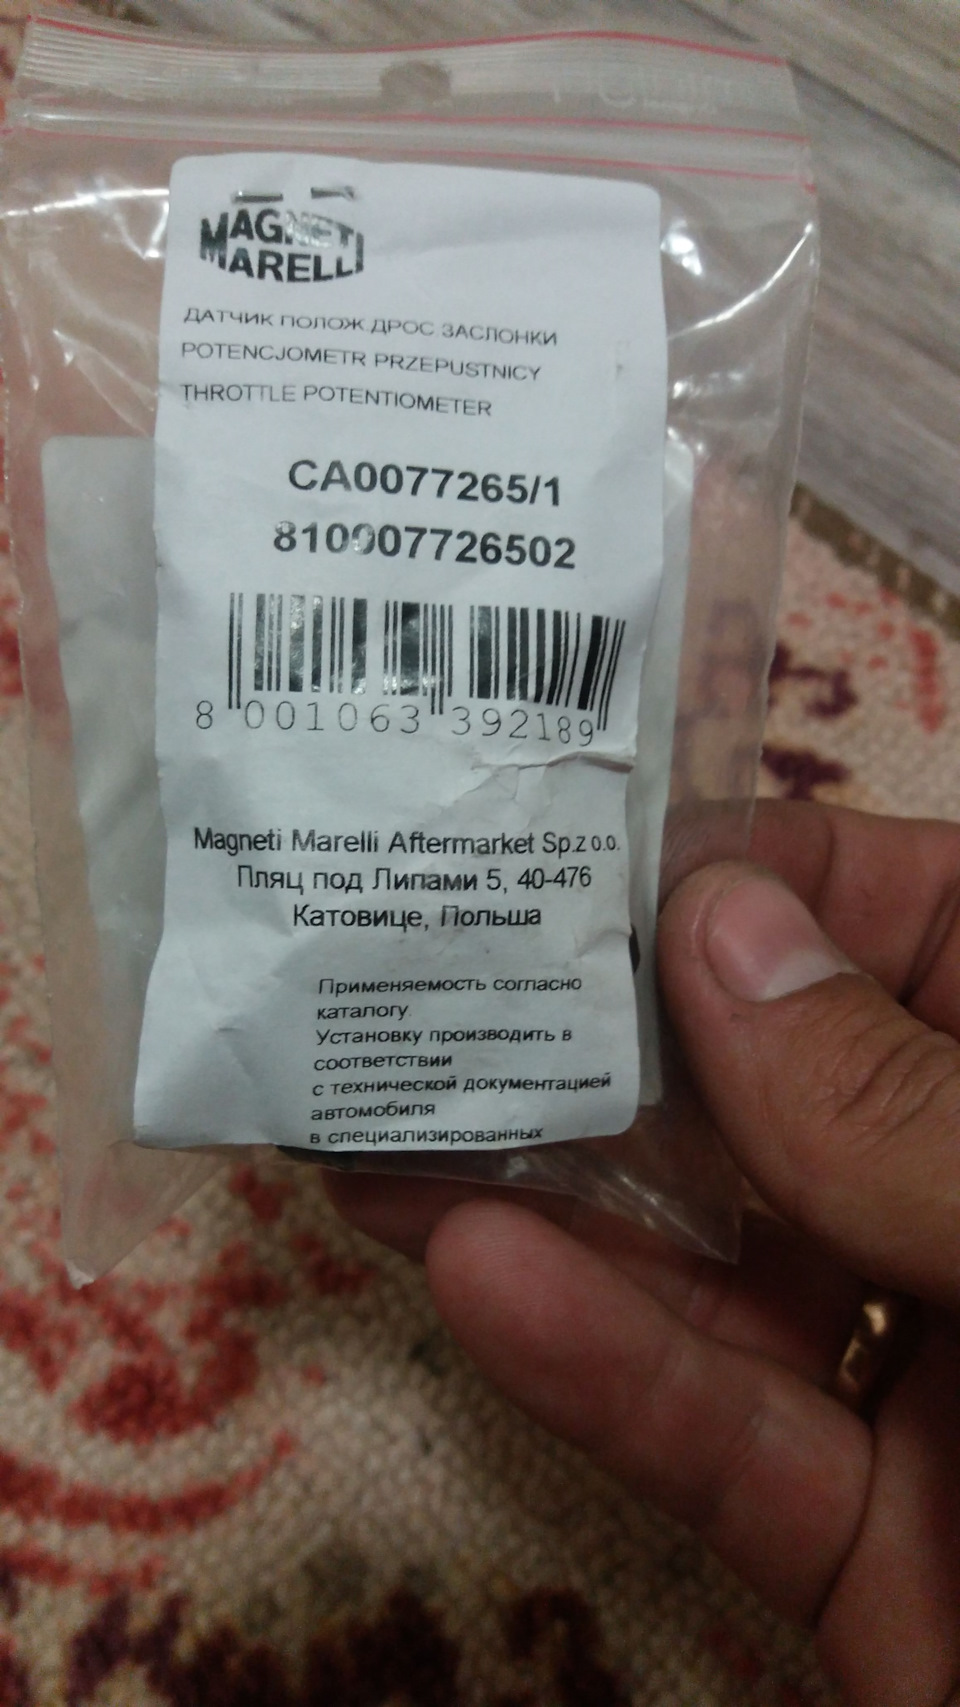 MAGNETI
MARELLI
ДАТЧИК ПОЛОЖ.ДРОС ЗАСЛОНКИ
POTENCJOMETR PRZEPUSTNICY
THROTTLE POTENTIOMETER
CA0077265/1
810007726502
8 001063 392189
Magneti Marelli Aftermarket Sp.z o.o.
Пляц под Липами 5, 40-476
Катовице, Польша
Применяемость согласно
каталогу.
Установку производить в
соответствии
с технической документацией
автомобиля
в специализированных